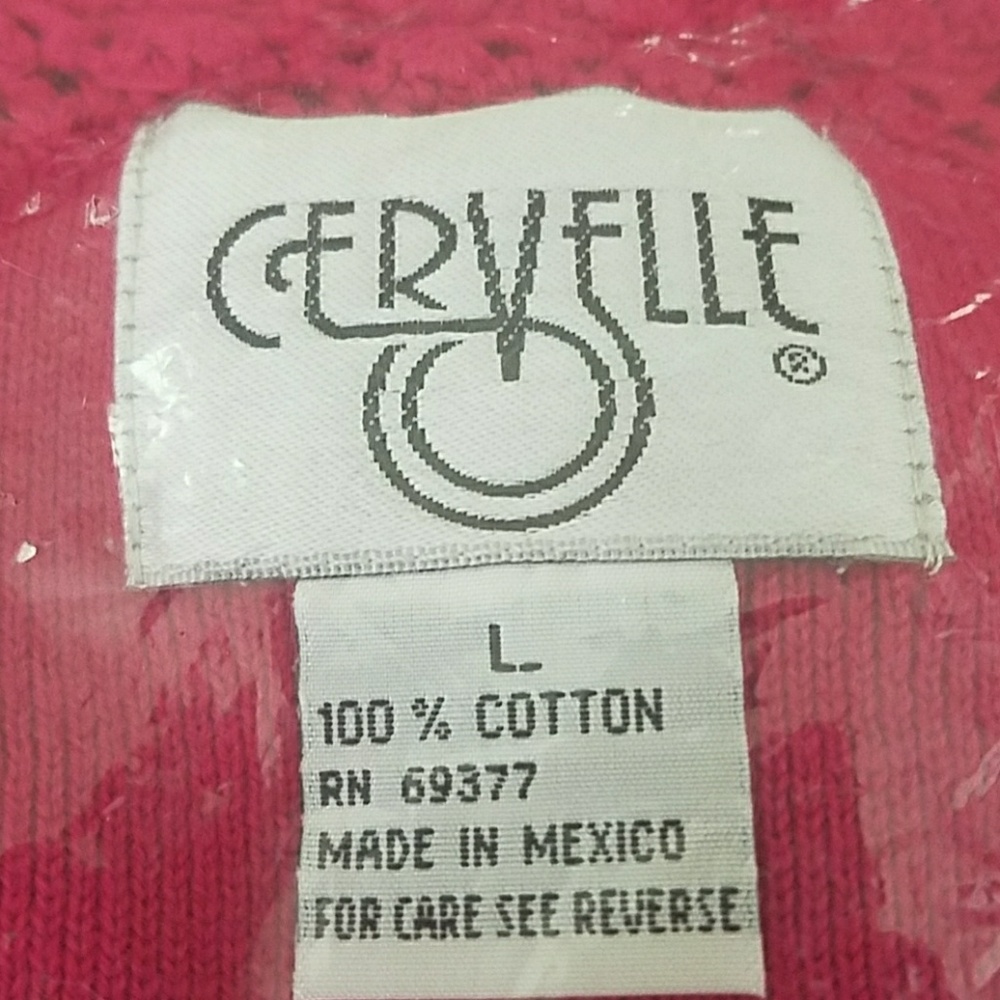 CERVELLE
®
L
100 % COTTON
RN 69377
MADE IN MEXICO
FOR CARE SEE REVERSE